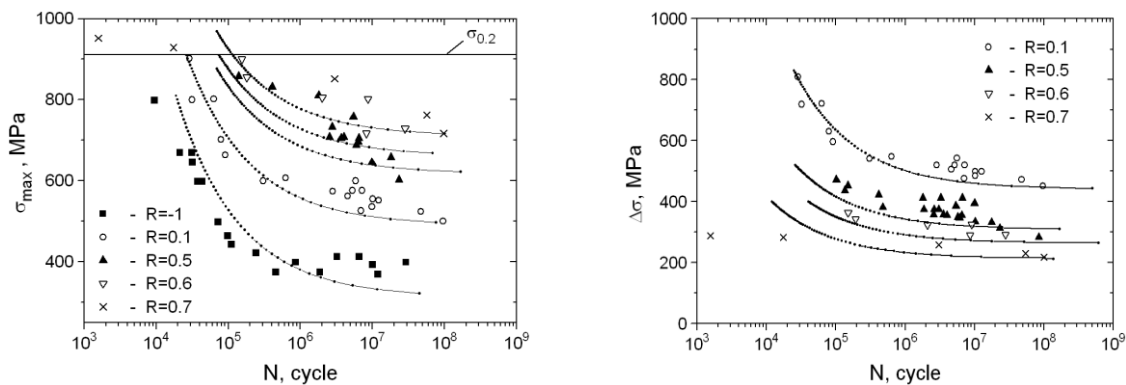 1000
800
600
400
σ0.2
σmax , MPa
■ - R=-1
○ - R=0.1
▲ - R=0.5
▽ - R=0.6
× - R=0.7
10³ 10⁴ 10⁵ 10⁶ 10⁷ 10⁸ 10⁹
N, cycle
1000
800
600
400
200
0
Δσ, MPa
○ - R=0.1
▲ - R=0.5
▽ - R=0.6
× - R=0.7
10³ 10⁴ 10⁵ 10⁶ 10⁷ 10⁸ 10⁹
N, cycle